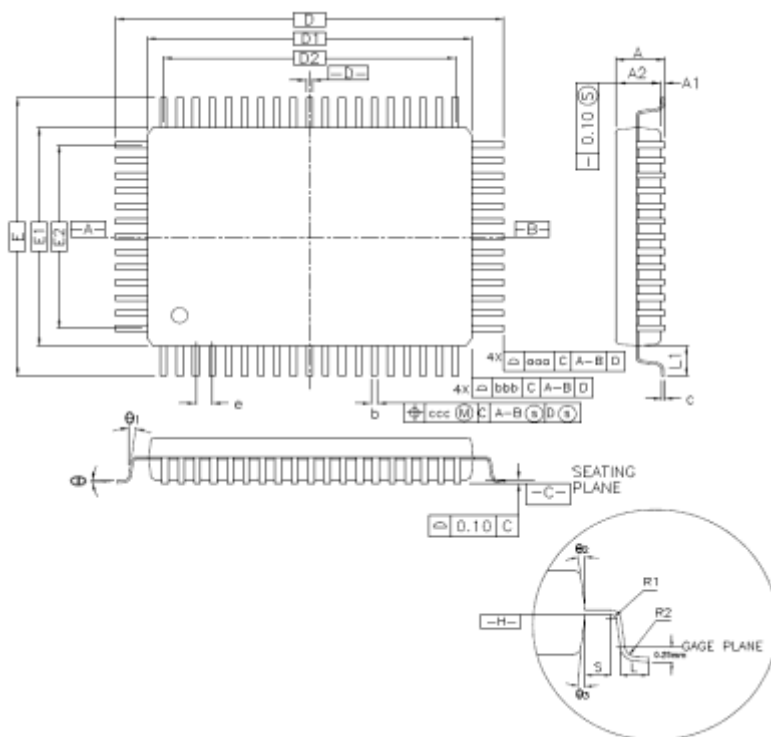 D
D1
D2
-D-
A
A2
A1
0.10 S
E
E1
E2
-A-
-B-
4X aaa C A-B D
4X bbb C A-B D
ccc M C A-B S D S
e
b
L1
c
θ1
SEATING
PLANE
-C-
0.10 C
θ2
R1
-H-
R2
GAGE PLANE
0.25mm
S
L
θ3